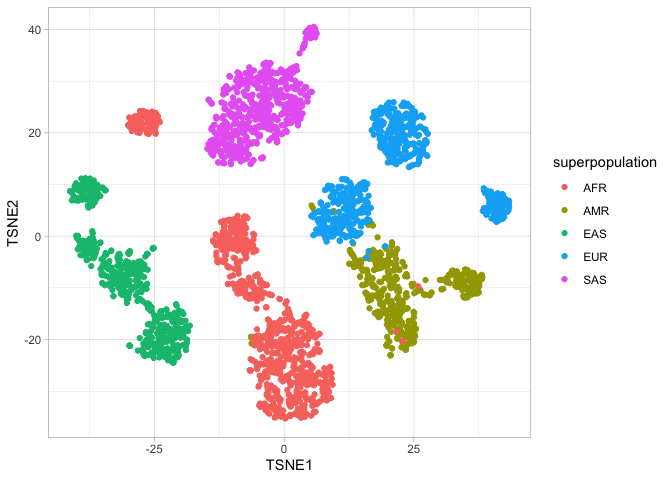 40
20
0
-20
TSNE2
-25
0
25
TSNE1
superpopulation
AFR
AMR
EAS
EUR
SAS